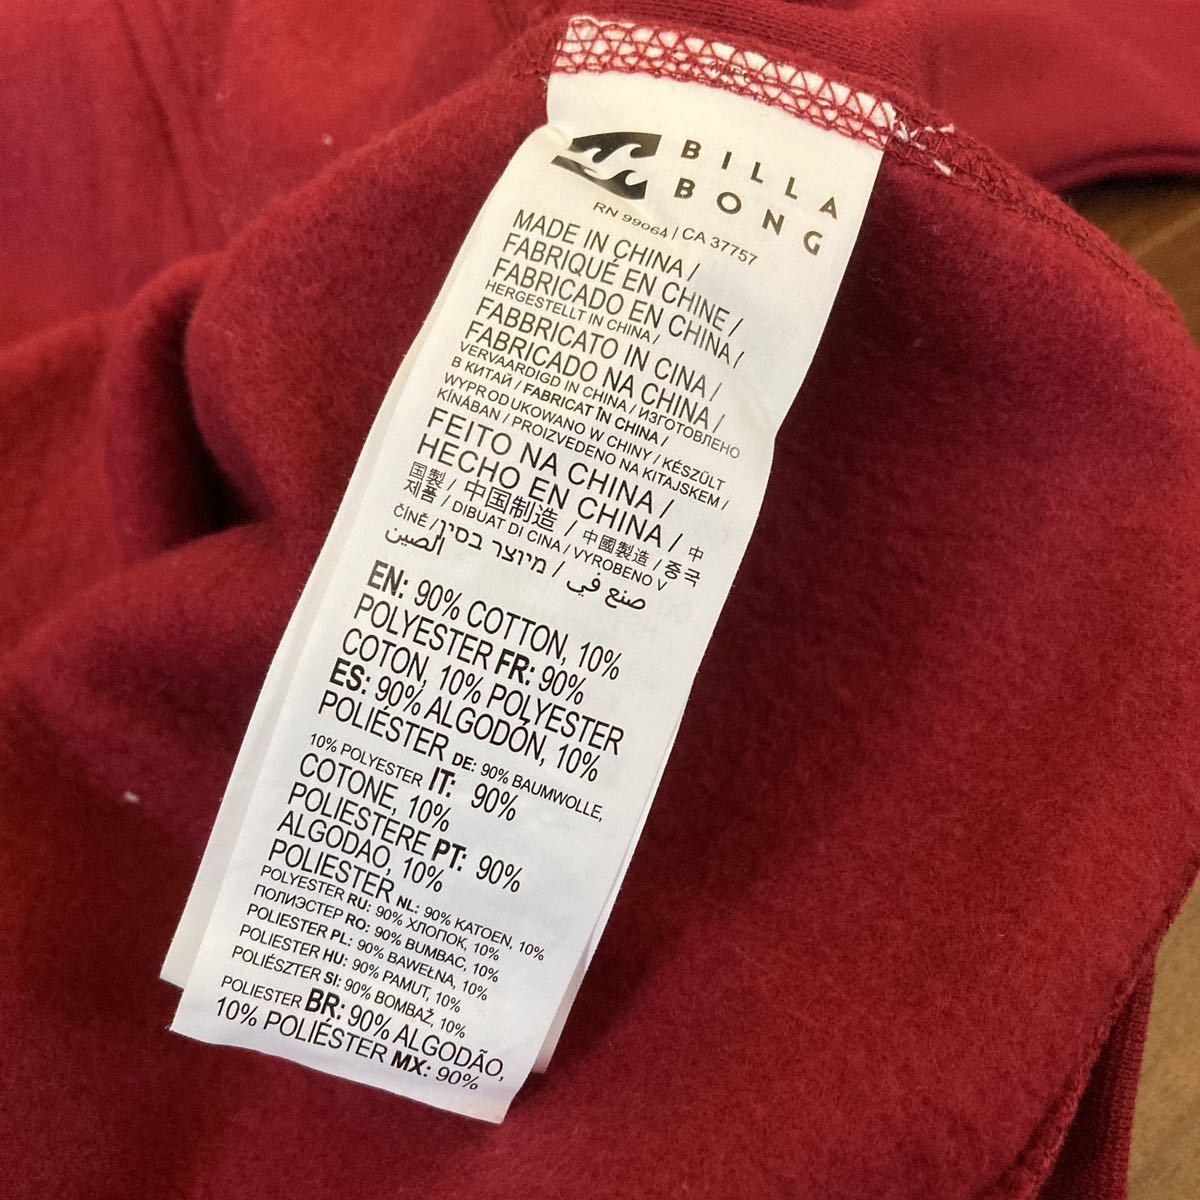 BILLA
BONG
RN 99064 / CA 37757
MADE IN CHINA /
FABRIQUÉ EN CHINE /
FABRICADO EN CHINA /
HERGESTELLT IN CHINA /
FABBRICATO IN CINA /
FABRICADO NA CHINA /
VERVAARDIGD IN CHINA / ИЗГОТОВЛЕНО
В КИТАЙ / FABRICAT ÎN CHINA /
WYPRODUKOWANO W CHINY / KÉSZÜLT
KÍNÁBAN / PROIZVEDENO NA KITAJSKEM /
FEITO NA CHINA /
HECHO EN CHINA / 中
国製 / 中国制造 / 中國製造 / 중국
제품 / DIBUAT DI CINA / VYROBENO V
ČÍNĚ / מיוצר בסין / صنع في
الصين
EN: 90% COTTON, 10%
POLYESTER FR: 90%
COTON, 10% POLYESTER
ES: 90% ALGODÓN, 10%
POLIÉSTER DE: 90% BAUMWOLLE,
10% POLYESTER IT: 90%
COTONE, 10%
POLIESTERE PT: 90%
ALGODAO, 10%
POLIESTER NL: 90% KATOEN, 10%
POLYESTER RU: 90% ХЛОПОК, 10%
ПОЛИЭСТЕР RO: 90% BUMBAC, 10%
POLIESTER PL: 90% BAWEŁNA, 10%
POLIESTER HU: 90% PAMUT, 10%
POLIÉSZTER SI: 90% BOMBAŽ, 10%
POLIESTER BR: 90% ALGODÃO,
10% POLIÉSTER MX: 90%